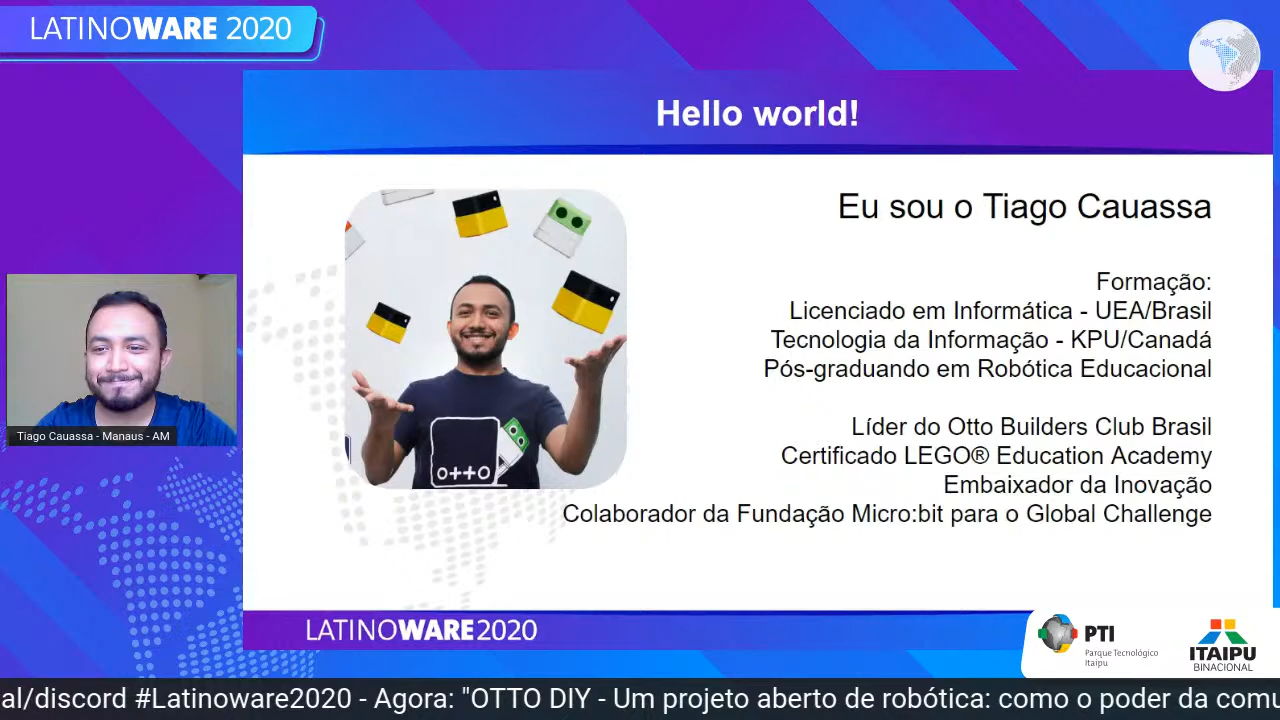 LATINOWARE 2020
Hello world!
Eu sou o Tiago Cauassa
Formação:
Licenciado em Informática - UEA/Brasil
Tecnologia da Informação - KPU/Canadá
Pós-graduando em Robótica Educacional
Líder do Otto Builders Club Brasil
Certificado LEGO® Education Academy
Embaixador da Inovação
Colaborador da Fundação Micro:bit para o Global Challenge
o++o
Tiago Cauassa - Manaus - AM
LATINOWARE2020
PTI
Parque Tecnológico
Itaipu
ITAIPU
BINACIONAL
al/discord #Latinoware2020 - Agora: "OTTO DIY - Um projeto aberto de robótica: como o poder da comu